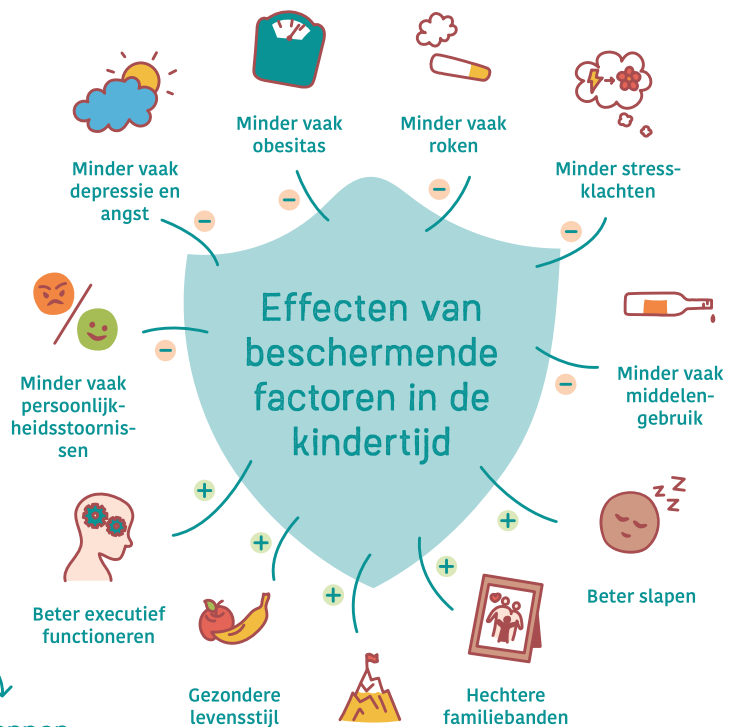 Minder vaak
obesitas
Minder vaak
roken
Minder vaak
depressie en
angst
Minder stress-
klachten
Effecten van
beschermende
factoren in de
kindertijd
Minder vaak
persoonlijk-
heidsstoornis-
sen
Minder vaak
middelen-
gebruik
Beter executief
functioneren
Beter slapen
z z z
Gezondere
levensstijl
Hechtere
familiebanden